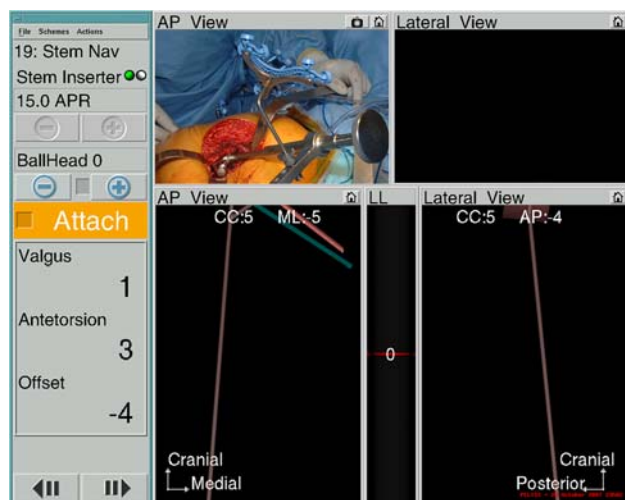 File Schemes Actions
19: Stem Nav
Stem Inserter
15.0 APR
BallHead 0
Attach
Valgus
1
Antetorsion
3
Offset
-4
AP View
Lateral View
AP View
CC:5 ML:-5
Cranial
Medial
LL
0
Lateral View
CC:5 AP:-4
Cranial
Posterior